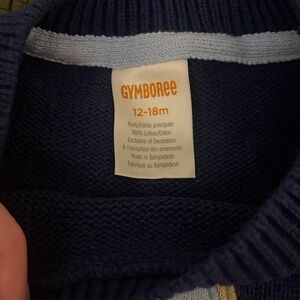 GYMBOREE
12-18m
Body/Partie principale:
100% Cotton/Coton
Exclusive of Decoration
À l'exception des ornements
Made in Bangladesh
Fabriqué au Bangladesh